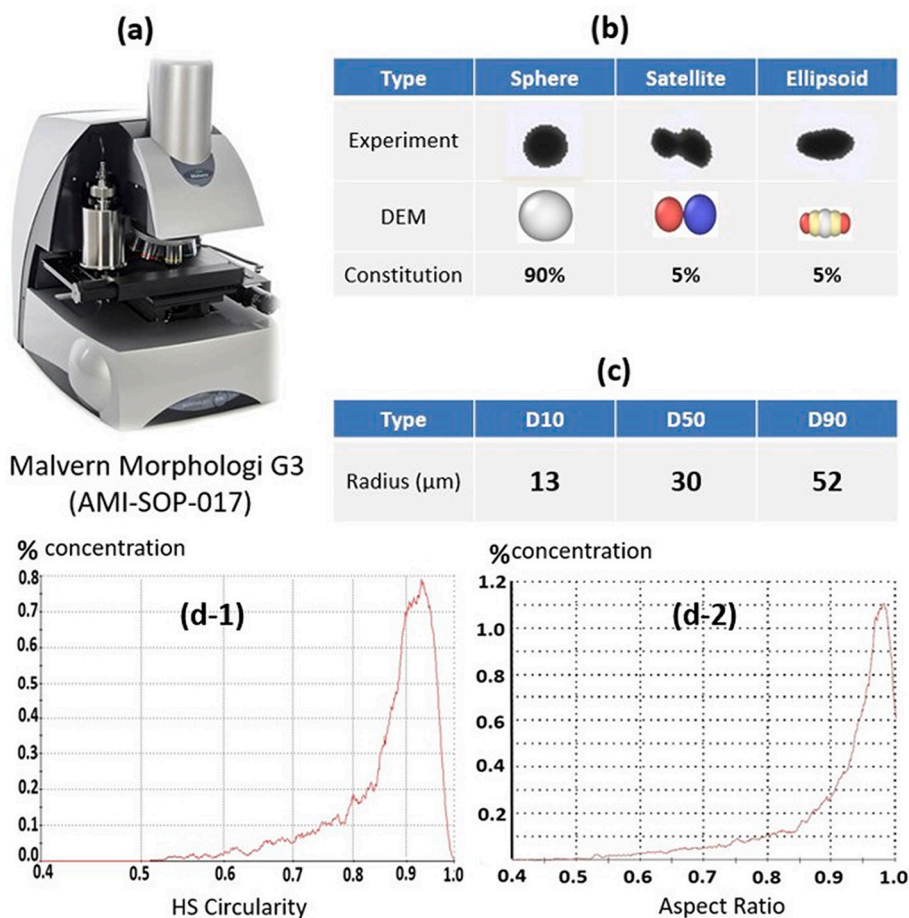 (a)
Malvern Morphologi G3
(AMI-SOP-017)
(b)
Type Sphere Satellite Ellipsoid
Experiment
DEM
Constitution 90% 5% 5%
(c)
Type D10 D50 D90
Radius (µm) 13 30 52
% concentration
(d-1)
0.8
0.7
0.6
0.5
0.4
0.3
0.2
0.1
0.0
0.4 0.5 0.6 0.7 0.8 0.9 1.0
HS Circularity
% concentration
(d-2)
1.2
1.0
0.8
0.6
0.4
0.2
0.4 0.5 0.6 0.7 0.8 0.9 1.0
Aspect Ratio